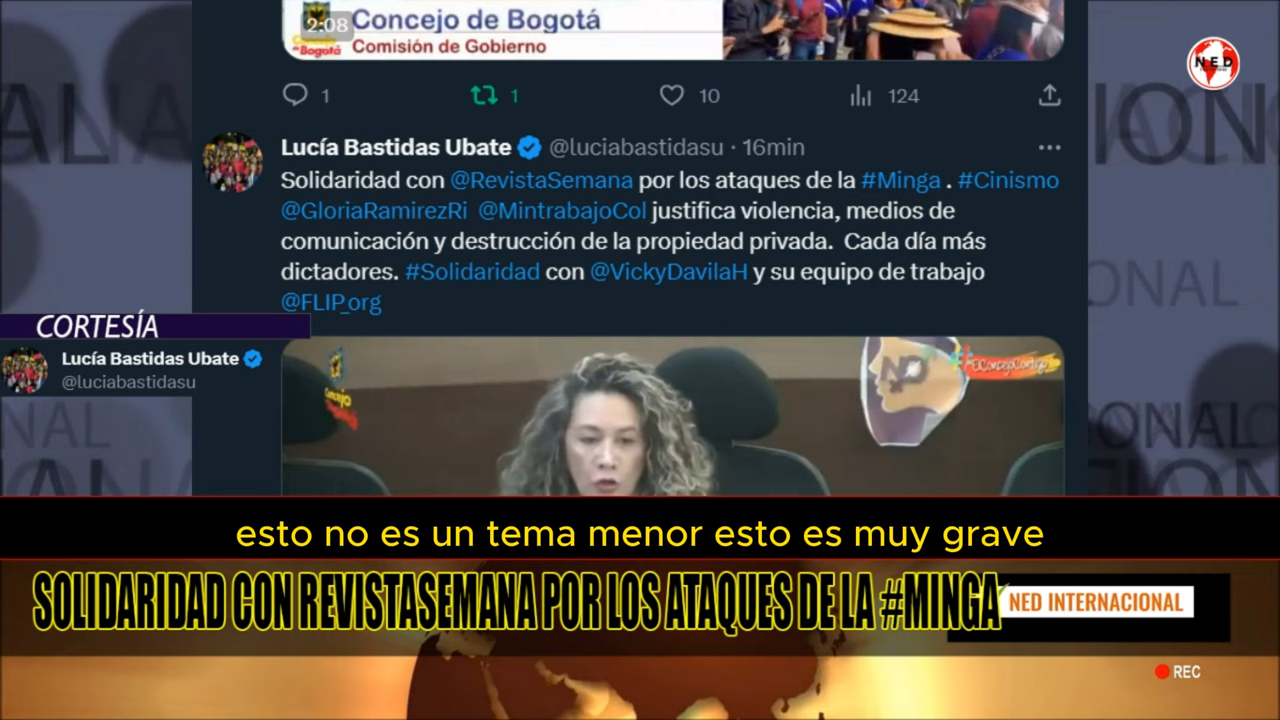 2:08
Concejo de Bogotá
Comisión de Gobierno
NED
1
1
10
124
Lucía Bastidas Ubate @luciabastidasu · 16min
Solidaridad con @RevistaSemana por los ataques de la #Minga . #Cinismo
@GloriaRamirezRi @MintrabajoCol justifica violencia, medios de
comunicación y destrucción de la propiedad privada. Cada día más
dictadores. #Solidaridad con @VickyDavilaH y su equipo de trabajo
@FLIP_org
CORTESÍA
Lucía Bastidas Ubate
@luciabastidasu
#ElConcejoContigo
esto no es un tema menor esto es muy grave
SOLIDARIDAD CON REVISTASEMANA POR LOS ATAQUES DE LA #MINGA
NED INTERNACIONAL
REC